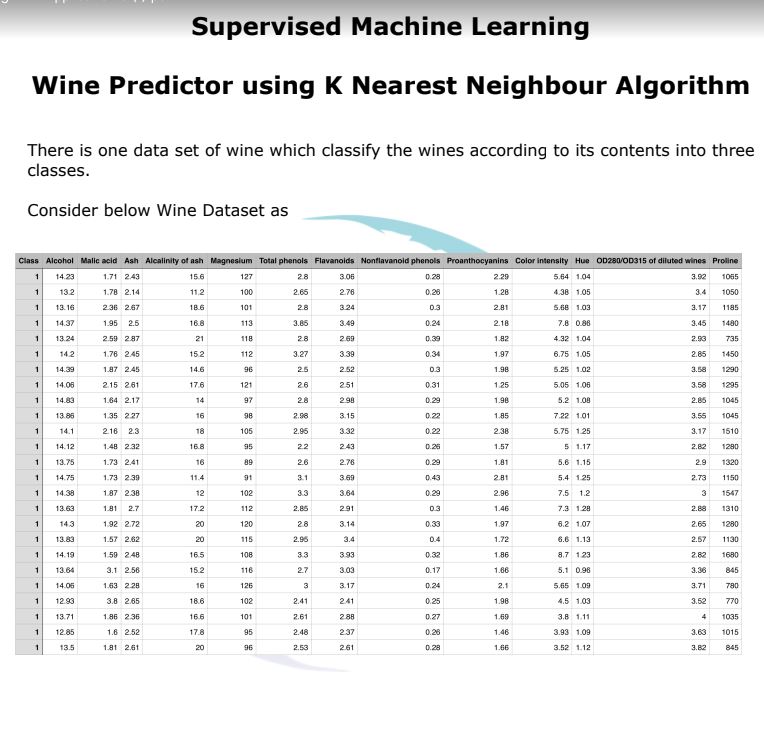 Supervised Machine Learning
Wine Predictor using K Nearest Neighbour Algorithm
There is one data set of wine which classify the wines according to its contents into three
classes.
Consider below Wine Dataset as
Class Alcohol Malic acid Ash Alcalinity of ash Magnesium Total phenols Flavanoids Nonflavanoid phenols Proanthocyanins Color intensity Hue OD280/OD315 of diluted wines Proline
1 14.23 1.71 2.43 15.6 127 2.8 3.06 0.28 2.29 5.64 1.04 3.92 1065
1 13.2 1.78 2.14 11.2 100 2.65 2.76 0.26 1.28 4.38 1.05 3.4 1050
1 13.16 2.36 2.67 18.6 101 2.8 3.24 0.3 2.81 5.68 1.03 3.17 1185
1 14.37 1.95 2.5 16.8 113 3.85 3.49 0.24 2.18 7.8 0.86 3.45 1480
1 13.24 2.59 2.87 21 118 2.8 2.69 0.39 1.82 4.32 1.04 2.93 735
1 14.2 1.76 2.45 15.2 112 3.27 3.39 0.34 1.97 6.75 1.05 2.85 1450
1 14.39 1.87 2.45 14.6 96 2.5 2.52 0.3 1.98 5.25 1.02 3.58 1290
1 14.06 2.15 2.61 17.6 121 2.6 2.51 0.31 1.25 5.05 1.06 3.58 1295
1 14.83 1.64 2.17 14 97 2.8 2.98 0.29 1.98 5.2 1.08 2.85 1045
1 13.86 1.35 2.27 16 98 2.98 3.15 0.22 1.85 7.22 1.01 3.55 1045
1 14.1 2.16 2.3 18 105 2.95 3.32 0.22 2.38 5.75 1.25 3.17 1510
1 14.12 1.48 2.32 16.8 95 2.2 2.43 0.26 1.57 5 1.17 2.82 1280
1 13.75 1.73 2.41 16 89 2.6 2.76 0.29 1.81 5.6 1.15 2.9 1320
1 14.75 1.73 2.39 11.4 91 3.1 3.69 0.43 2.81 5.4 1.25 2.73 1150
1 14.38 1.87 2.38 12 102 3.3 3.64 0.29 2.96 7.5 1.2 3 1547
1 13.63 1.81 2.7 17.2 112 2.85 2.91 0.3 1.46 7.3 1.28 2.88 1310
1 14.3 1.92 2.72 20 120 2.8 3.14 0.33 1.97 6.2 1.07 2.65 1280
1 13.83 1.57 2.62 20 115 2.95 3.4 0.4 1.72 6.6 1.13 2.57 1130
1 14.19 1.59 2.48 16.5 108 3.3 3.93 0.32 1.86 8.7 1.23 2.82 1680
1 13.64 3.1 2.56 15.2 116 2.7 3.03 0.17 1.66 5.1 0.96 3.36 845
1 14.06 1.63 2.28 16 126 3 3.17 0.24 2.1 5.65 1.09 3.71 780
1 12.93 3.8 2.65 18.6 102 2.41 2.41 0.25 1.98 4.5 1.03 3.52 770
1 13.71 1.86 2.36 16.6 101 2.61 2.88 0.27 1.69 3.8 1.11 4 1035
1 12.85 1.6 2.52 17.8 95 2.48 2.37 0.26 1.46 3.93 1.09 3.63 1015
1 13.5 1.81 2.61 20 96 2.53 2.61 0.28 1.66 3.52 1.12 3.82 845